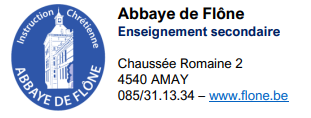 Instruction Chrétienne
ABBAYE DE FLÔNE
Abbaye de Flône
Enseignement secondaire
Chaussée Romaine 2
4540 AMAY
085/31.13.34 – www.flone.be